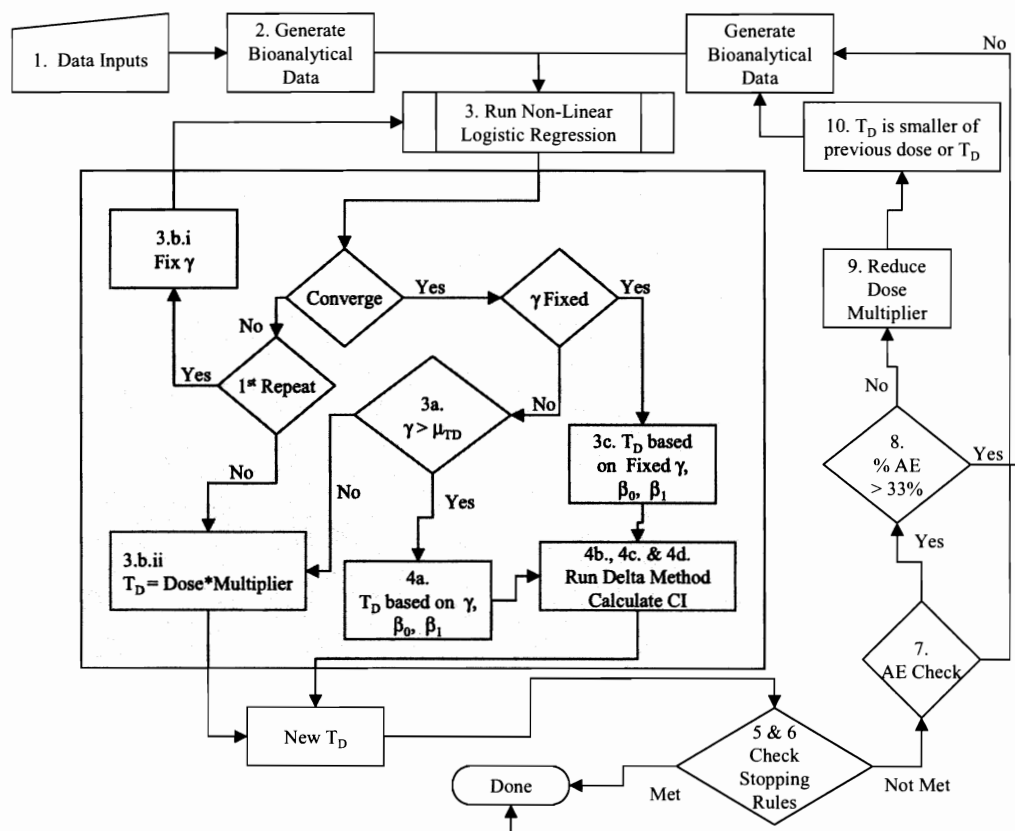 1. Data Inputs
2. Generate
Bioanalytical
Data
Generate
Bioanalytical
Data
No
3. Run Non-Linear
Logistic Regression
10. T_D is smaller of
previous dose or T_D
3.b.i
Fix γ
Converge
Yes
γ Fixed
Yes
9. Reduce
Dose
Multiplier
No
1st Repeat
Yes
3a.
γ > μ_TD
No
No
3c. T_D based
on Fixed γ,
β₀, β₁
8.
% AE
> 33%
Yes
No
No
Yes
Yes
3.b.ii
T_D = Dose*Multiplier
4a.
T_D based on γ,
β₀, β₁
4b., 4c. & 4d.
Run Delta Method
Calculate CI
7.
AE Check
New T_D
5 & 6
Check
Stopping
Rules
Met
Not Met
Done